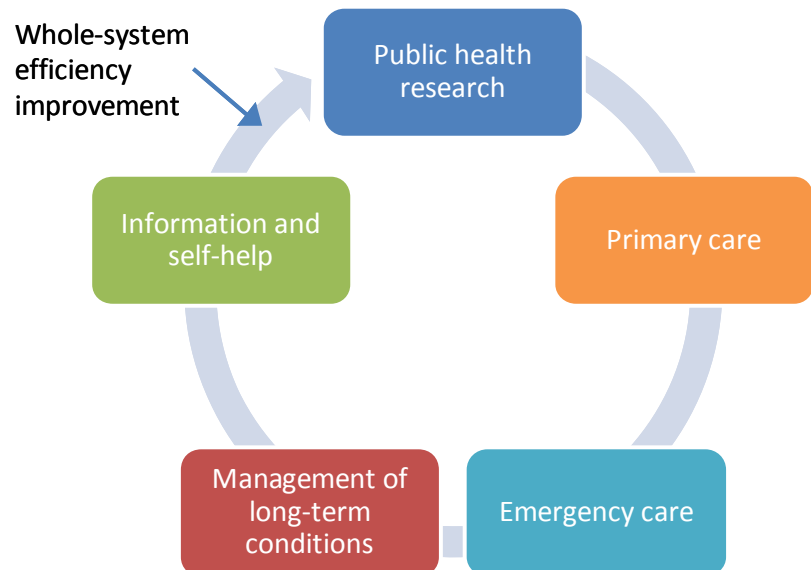 Whole-system
efficiency
improvement
Public health
research
Primary care
Emergency care
Management of
long-term
conditions
Information and
self-help